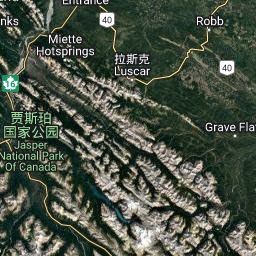 Entrance
nks
40
Robb
Miette
Hotsprings
拉斯克
Luscar
40
16
贾斯珀
国家公园
Jasper
National Park
Of Canada
Grave Fla